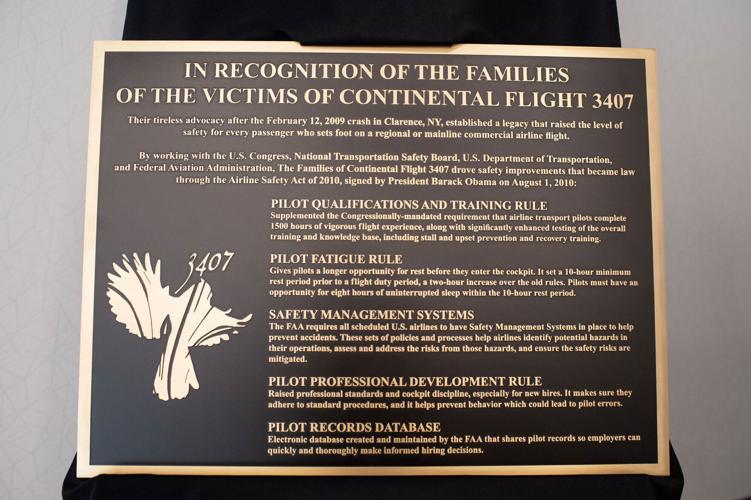 IN RECOGNITION OF THE FAMILIES
OF THE VICTIMS OF CONTINENTAL FLIGHT 3407
Their tireless advocacy after the February 12, 2009 crash in Clarence, NY, established a legacy that raised the level of
safety for every passenger who sets foot on a regional or mainline commercial airline flight.
By working with the U.S. Congress, National Transportation Safety Board, U.S. Department of Transportation,
and Federal Aviation Administration, The Families of Continental Flight 3407 drove safety improvements that became law
through the Airline Safety Act of 2010, signed by President Barack Obama on August 1, 2010:
3407
PILOT QUALIFICATIONS AND TRAINING RULE
Supplemented the Congressionally-mandated requirement that airline transport pilots complete
1500 hours of vigorous flight experience, along with significantly enhanced testing of the overall
training and knowledge base, including stall and upset prevention and recovery training.
PILOT FATIGUE RULE
Gives pilots a longer opportunity for rest before they enter the cockpit. It set a 10-hour minimum
rest period prior to a flight duty period, a two-hour increase over the old rules. Pilots must have an
opportunity for eight hours of uninterrupted sleep within the 10-hour rest period.
SAFETY MANAGEMENT SYSTEMS
The FAA requires all scheduled U.S. airlines to have Safety Management Systems in place to help
prevent accidents. These sets of policies and processes help airlines identify potential hazards in
their operations, assess and address the risks from those hazards, and ensure the safety risks are
mitigated.
PILOT PROFESSIONAL DEVELOPMENT RULE
Raised professional standards and cockpit discipline, especially for new hires. It makes sure they
adhere to standard procedures, and it helps prevent behavior which could lead to pilot errors.
PILOT RECORDS DATABASE
Electronic database created and maintained by the FAA that shares pilot records so employers can
quickly and thoroughly make informed hiring decisions.